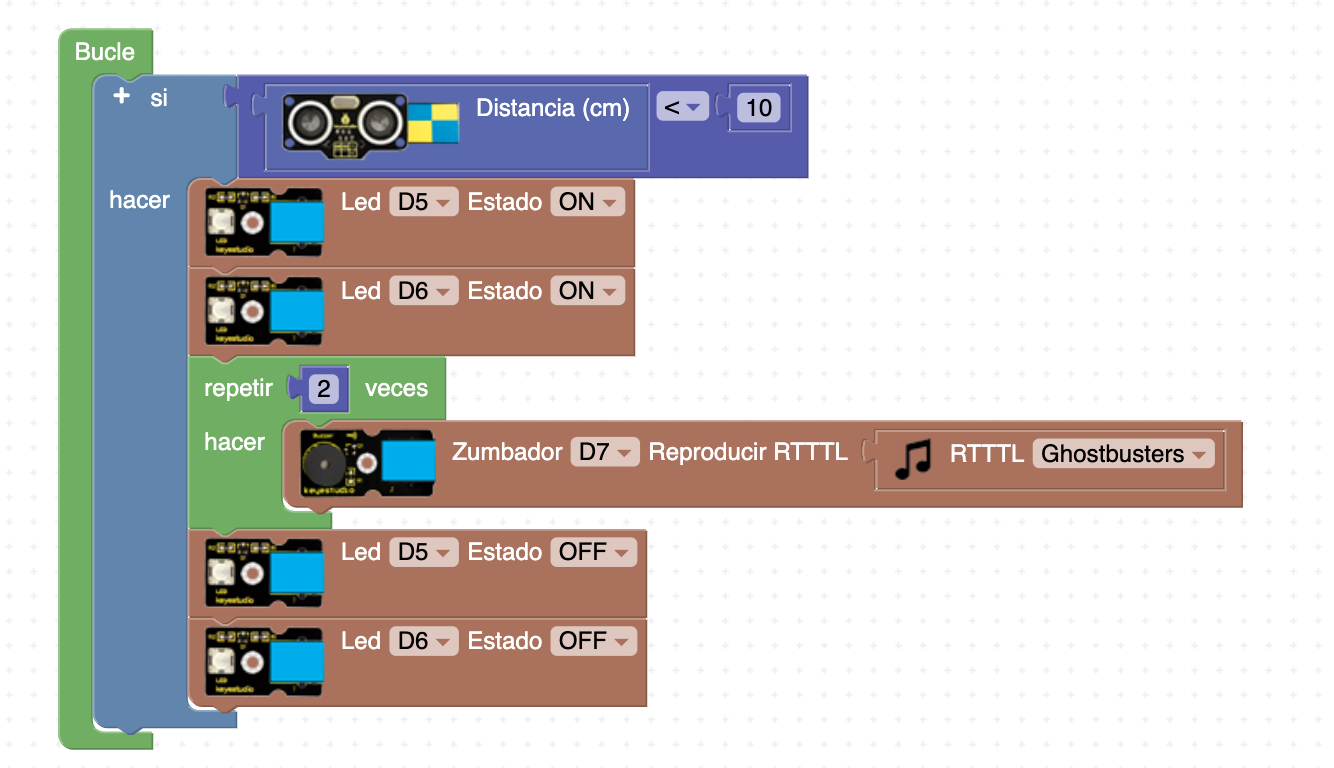 Bucle
+ si Distancia (cm) < 10
hacer Led D5 Estado ON
Led D6 Estado ON
repetir 2 veces
hacer Zumbador D7 Reproducir RTTTL RTTTL Ghostbusters
Led D5 Estado OFF
Led D6 Estado OFF